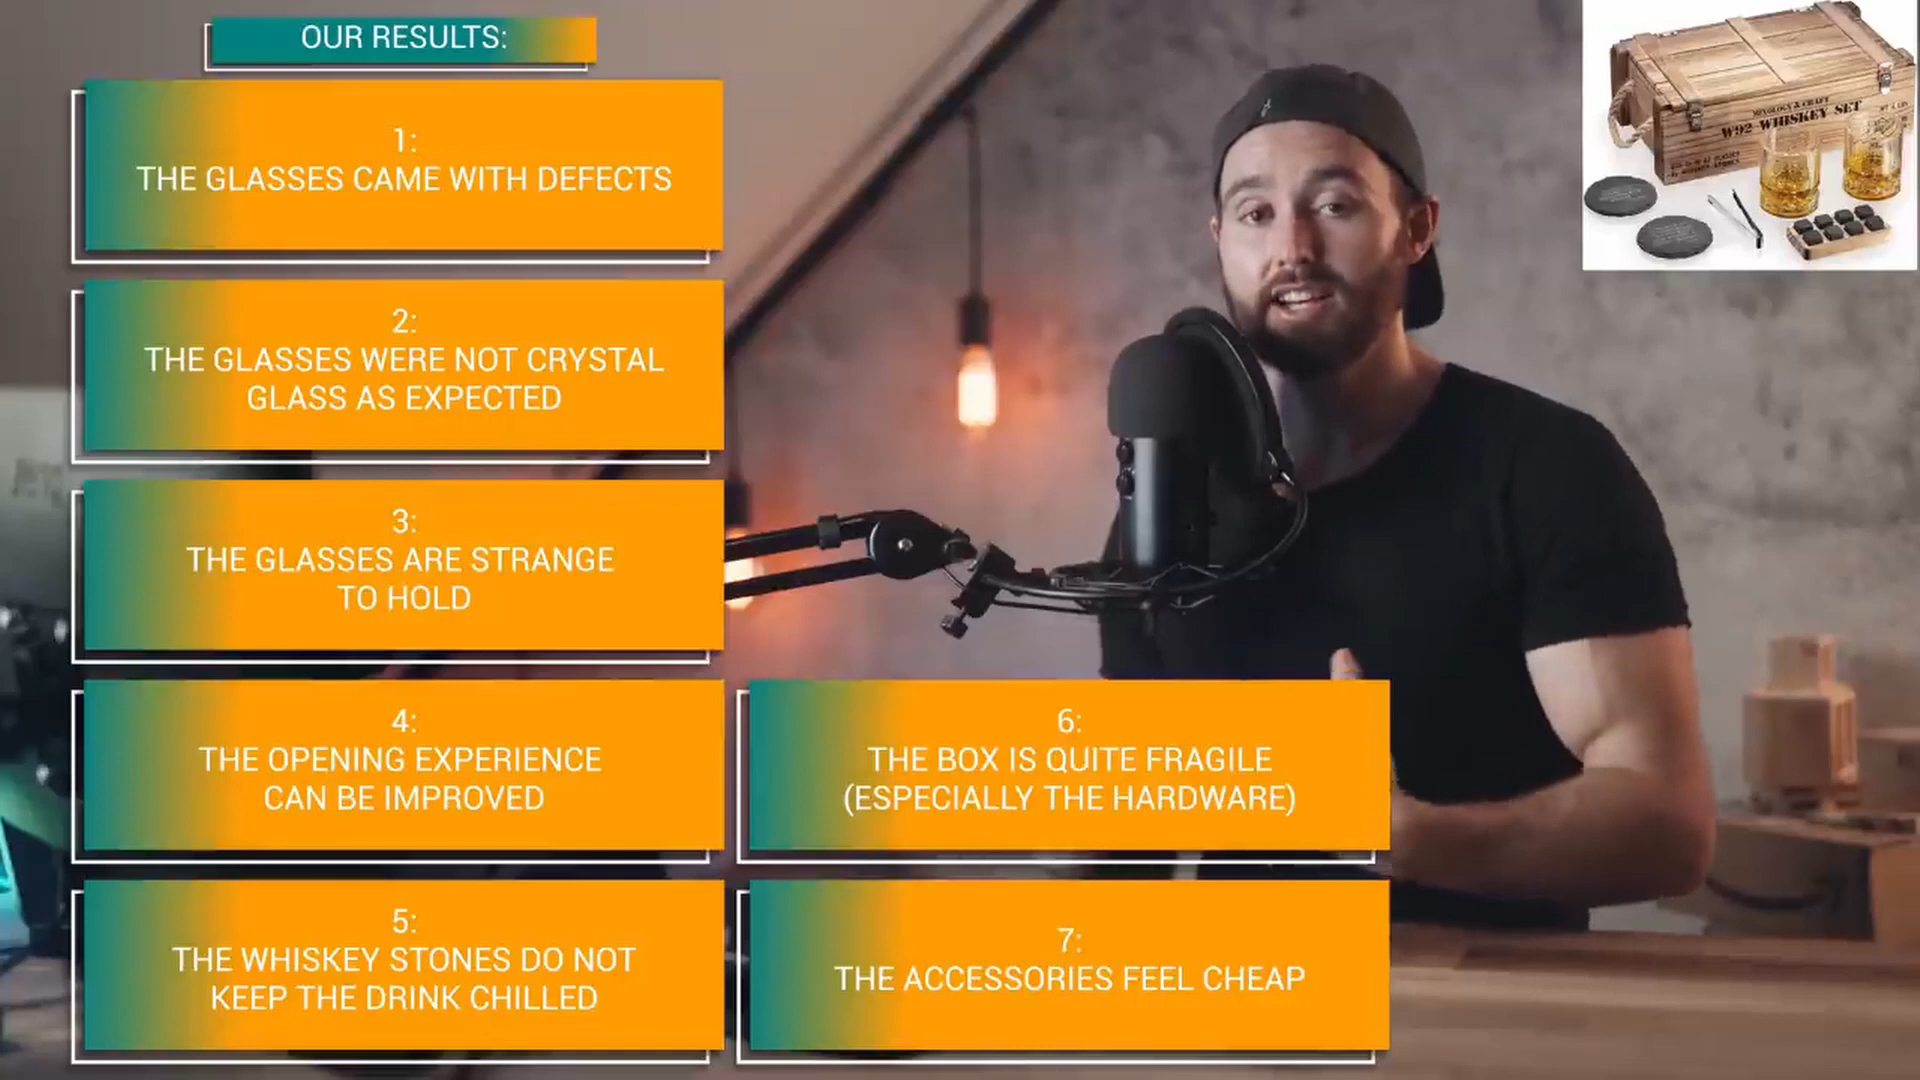 OUR RESULTS:
1:
THE GLASSES CAME WITH DEFECTS
2:
THE GLASSES WERE NOT CRYSTAL
GLASS AS EXPECTED
3:
THE GLASSES ARE STRANGE
TO HOLD
4:
THE OPENING EXPERIENCE
CAN BE IMPROVED
5:
THE WHISKEY STONES DO NOT
KEEP THE DRINK CHILLED
6:
THE BOX IS QUITE FRAGILE
(ESPECIALLY THE HARDWARE)
7:
THE ACCESSORIES FEEL CHEAP
MIXOLOGY & CRAFT
W92-WHISKEY SET